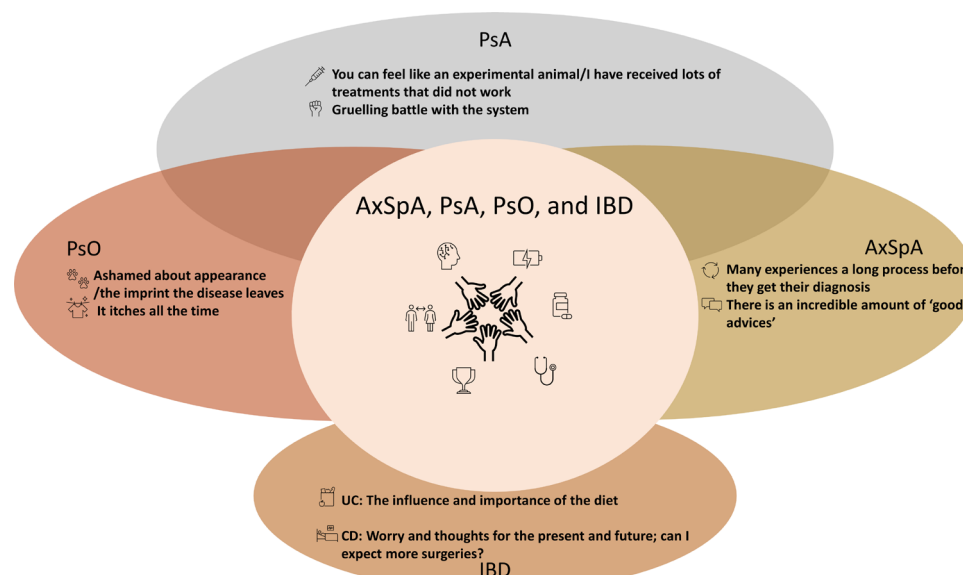 PsA
You can feel like an experimental animal/I have received lots of
treatments that did not work
Gruelling battle with the system
AxSpA, PsA, PsO, and IBD
PsO
Ashamed about appearance
/the imprint the disease leaves
It itches all the time
AxSpA
Many experiences a long process befor
they get their diagnosis
There is an incredible amount of ‘good
advices’
UC: The influence and importance of the diet
CD: Worry and thoughts for the present and future; can I
expect more surgeries?
IBD